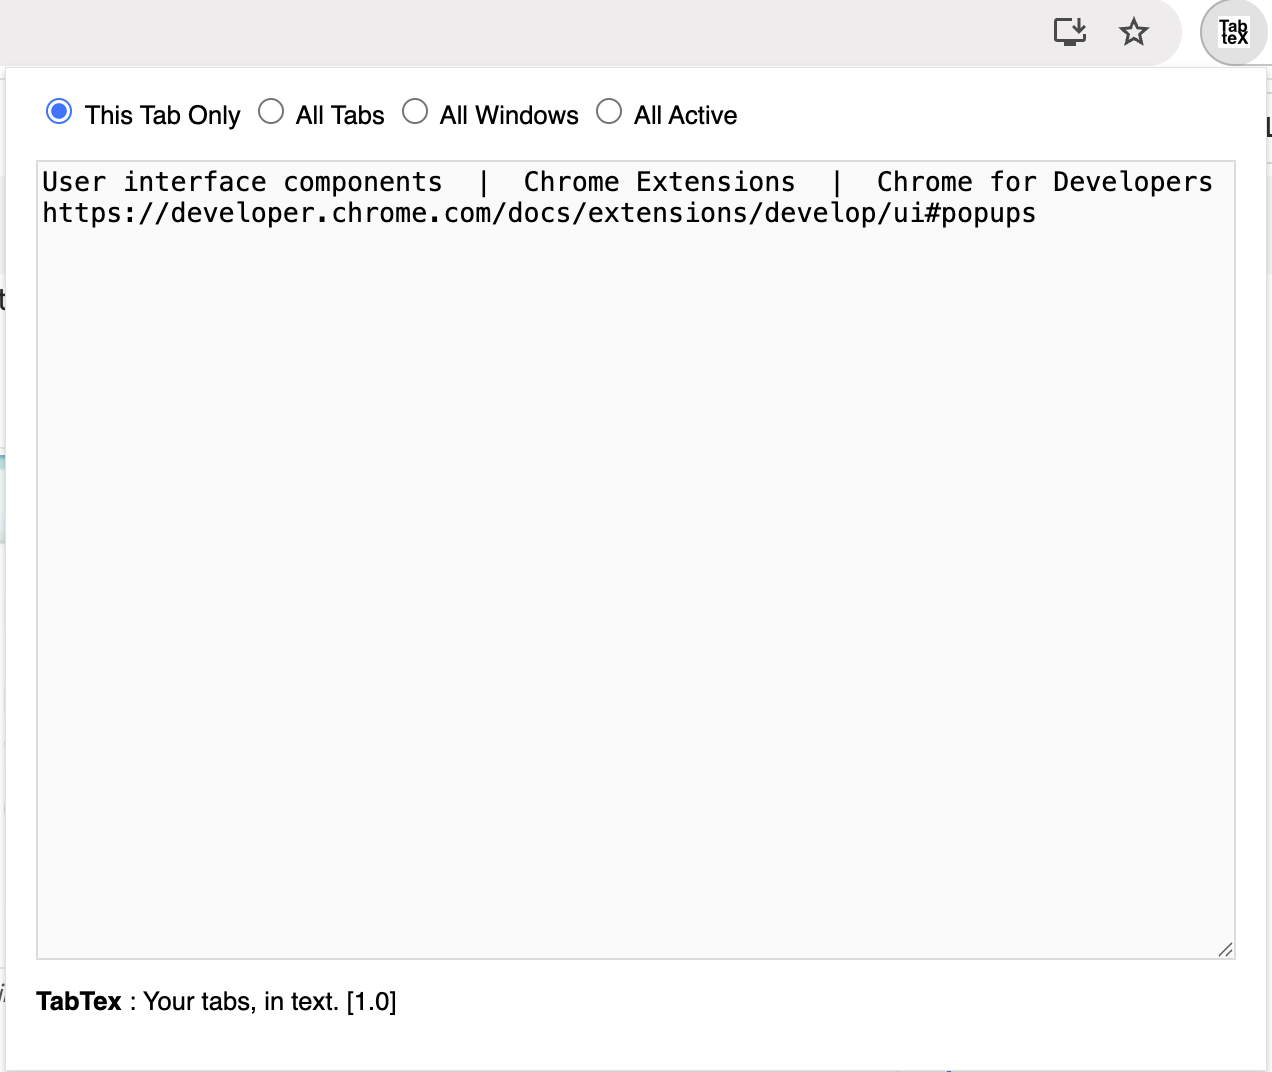 Tab
teX
This Tab Only All Tabs All Windows All Active
User interface components  |  Chrome Extensions  |  Chrome for Developers
https://developer.chrome.com/docs/extensions/develop/ui#popups
TabTex : Your tabs, in text. [1.0]